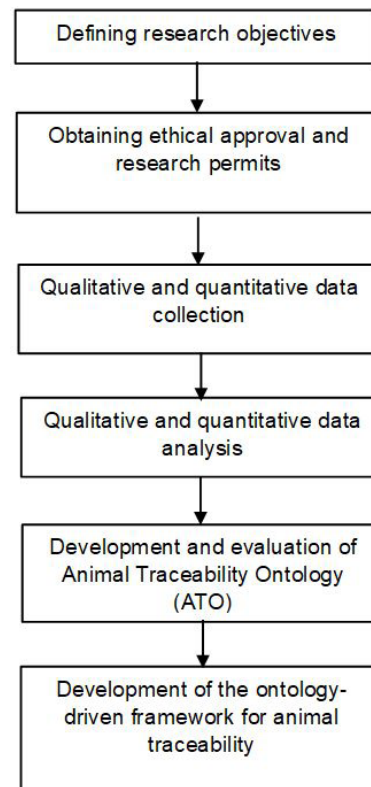 Defining research objectives
Obtaining ethical approval and
research permits
Qualitative and quantitative data
collection
Qualitative and quantitative data
analysis
Development and evaluation of
Animal Traceability Ontology
(ATO)
Development of the ontology-
driven framework for animal
traceability